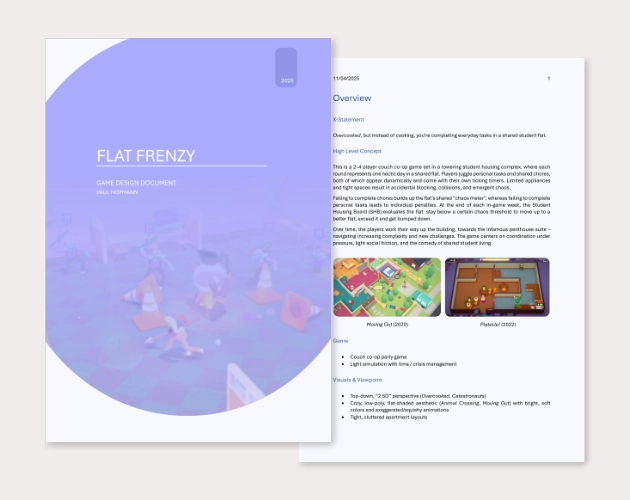 2025
FLAT FRENZY
GAME DESIGN DOCUMENT
PAUL HOFFMANN
11/04/2025 1
Overview
X-Statement
Overcooked, but instead of cooking, you're completing everyday tasks in a shared student flat.
High Level Concept
This is a 2–4 player couch co-op game set in a towering student housing complex, where each
round represents one hectic day in a shared flat. Players juggle personal tasks and shared chores,
both of which appear dynamically and come with their own ticking timers. Limited appliances
and tight spaces result in accidental blocking, collisions, and emergent chaos.
Failing to complete chores builds up the flat's shared "chaos meter", whereas failing to complete
personal tasks leads to individual penalties. At the end of each in-game week, the Student
Housing Board (SHB) evaluates the flat: stay below a certain chaos threshold to move up to a
better flat; exceed it and get bumped down.
Over time, the players work their way up the building, towards the infamous penthouse suite –
navigating increasing complexity and new challenges. The game centers on coordination under
pressure, light social friction, and the comedy of shared student living.
Moving Out (2020) PlateUp! (2022)
Game
• Couch co-op party game
• Light simulation with time / crisis management
Visuals & Viewpoint
• Top-down, "2.5D" perspective (Overcooked, Catastronauts)
• Cozy, low-poly, flat-shaded aesthetic (Animal Crossing, Moving Out) with bright, soft
colors and exaggerated/squishy animations
• Tight, cluttered apartment layouts